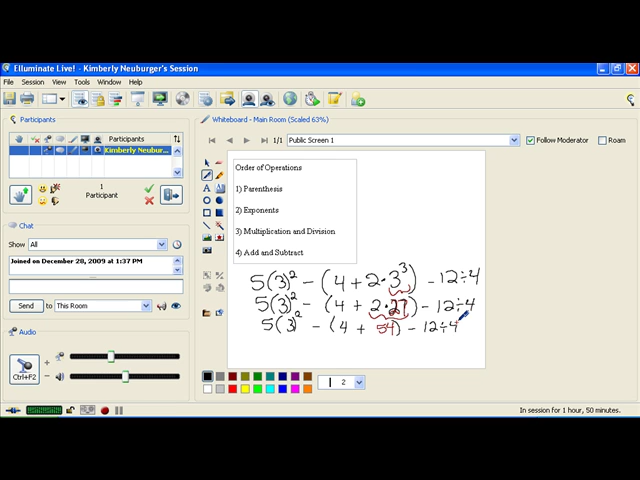 Elluminate Live! - Kimberly Neuburger's Session
File Session View Tools Window Help
Participants
Participants
Kimberly Neubur...
1
Participant
Chat
Show All
Joined on December 28, 2009 at 1:37 PM
Send to This Room
Audio
Ctrl+F2
Whiteboard - Main Room (Scaled 63%)
1/1 Public Screen 1 Follow Moderator Roam
Order of Operations
1) Parenthesis
2) Exponents
3) Multiplication and Division
4) Add and Subtract
5(3)² - (4 + 2·3³) - 12÷4
5(3)² - (4 + 2·27) - 12÷4
5(3)² - (4 + 54) - 12÷4
2
In session for 1 hour, 50 minutes.